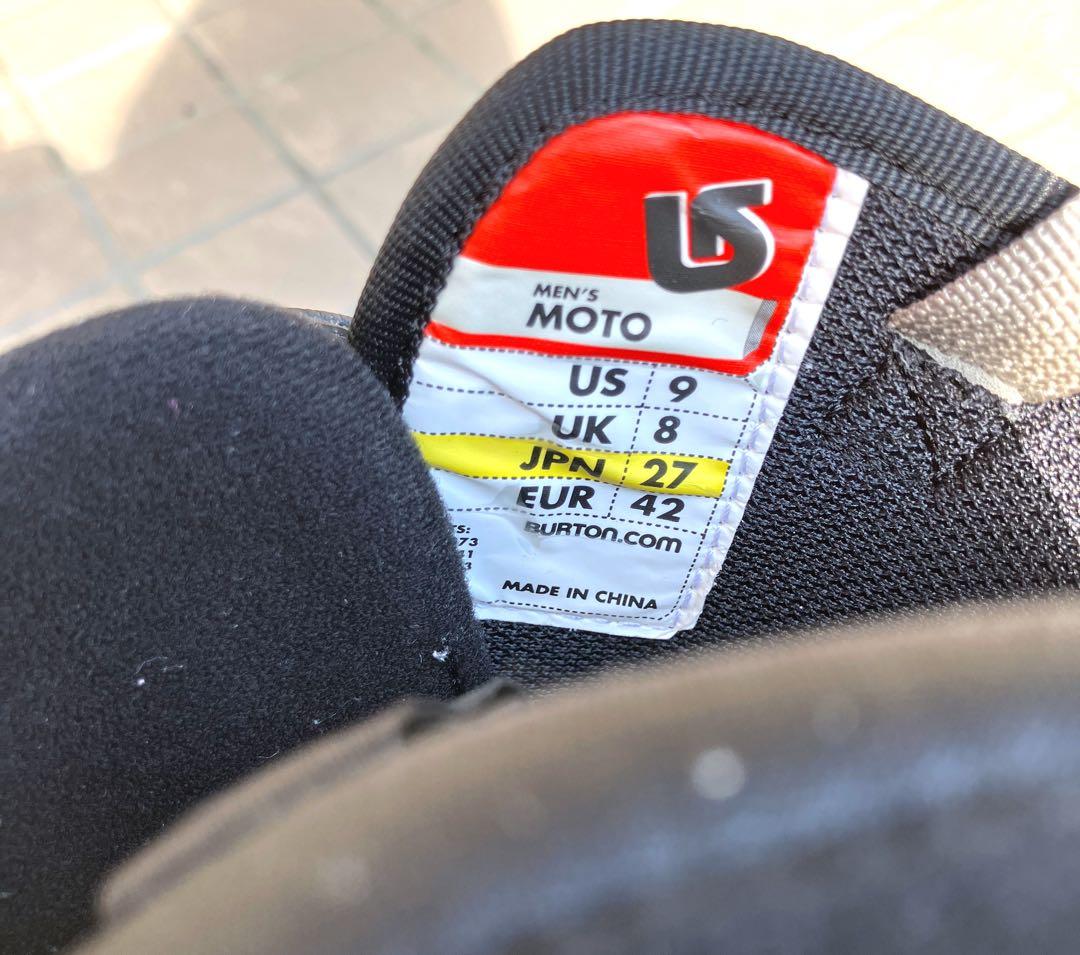 MEN'S
MOTO
US 9
UK 8
JPN 27
EUR 42
BURTON.COM
MADE IN CHINA